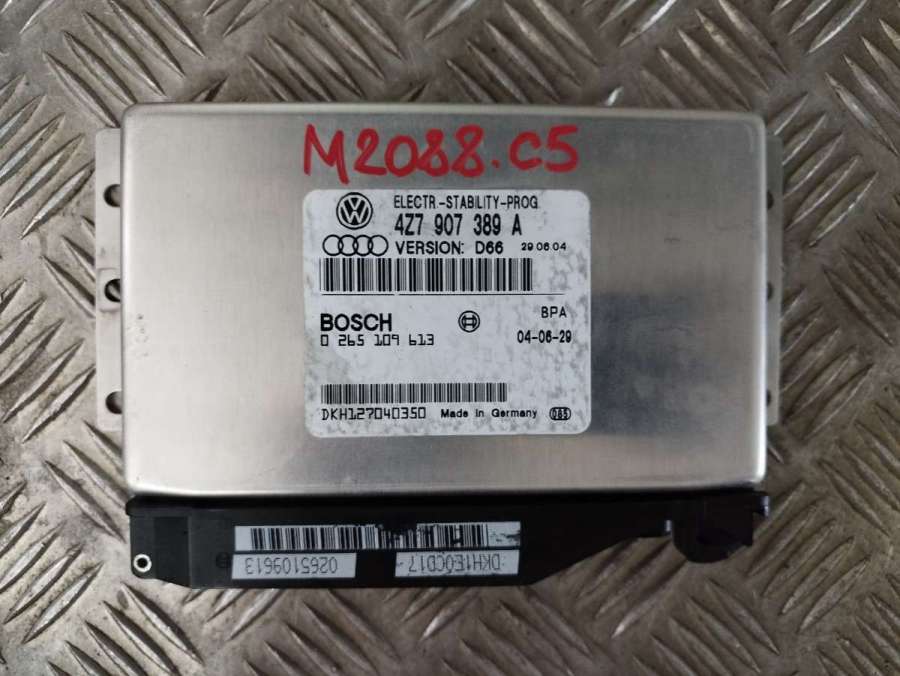 M2088.C5
ELECTR.-STABILITY-PROG.
4Z7 907 389 A
VERSION: D66 29 06 04
BOSCH
BPA
0 265 109 613
04-06-29
DKH127040350 Made in Germany 083
0265109613 DKH1E0CD17